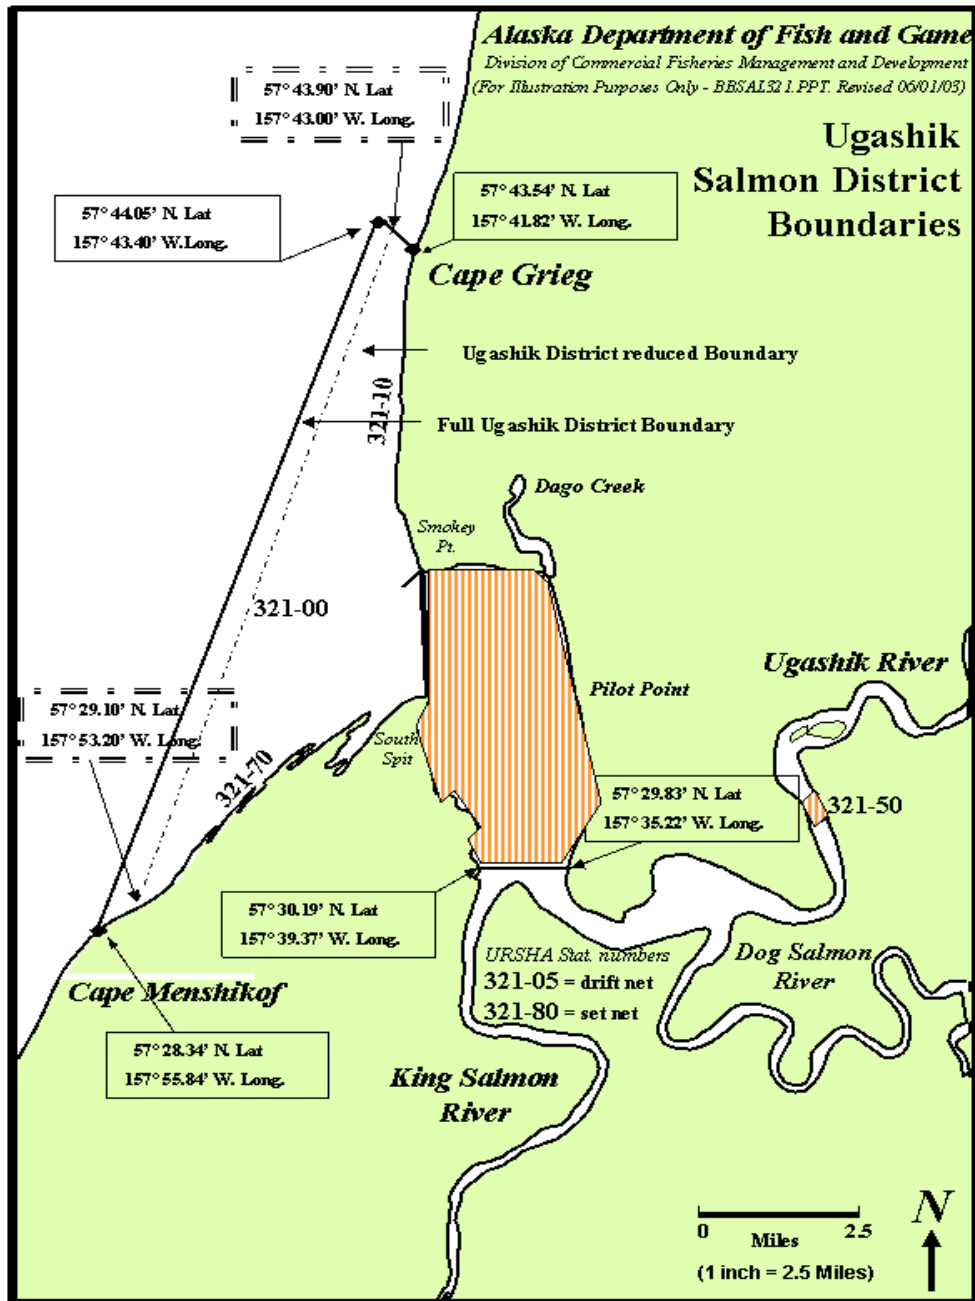 Alaska Department of Fish and Game
Division of Commercial Fisheries Management and Development
(For Illustration Purposes Only - BBSAL321.PPT. Revised 06/01/03)
Ugashik
Salmon District
Boundaries
57° 43.90' N. Lat
157° 43.00' W. Long.
57° 43.54' N. Lat
157° 41.82' W. Long.
57° 44.05' N. Lat
157° 43.40' W.Long.
Cape Grieg
Ugashik District reduced Boundary
321-10
Full Ugashik District Boundary
Dago Creek
Smokey
Pt.
321-00
Ugashik River
Pilot Point
57° 29.10' N. Lat
157° 53.20' W. Long.
South
Spit
321-70
57° 29.83' N. Lat
157° 35.22' W. Long.
321-50
57° 30.19' N. Lat
157° 39.37' W. Long.
URSHA Stat. numbers
321-05 = drift net
321-80 = set net
Dog Salmon
River
Cape Menshikof
57° 28.34' N. Lat
157° 55.84' W. Long.
King Salmon
River
N
0 2.5
Miles
(1 inch = 2.5 Miles)